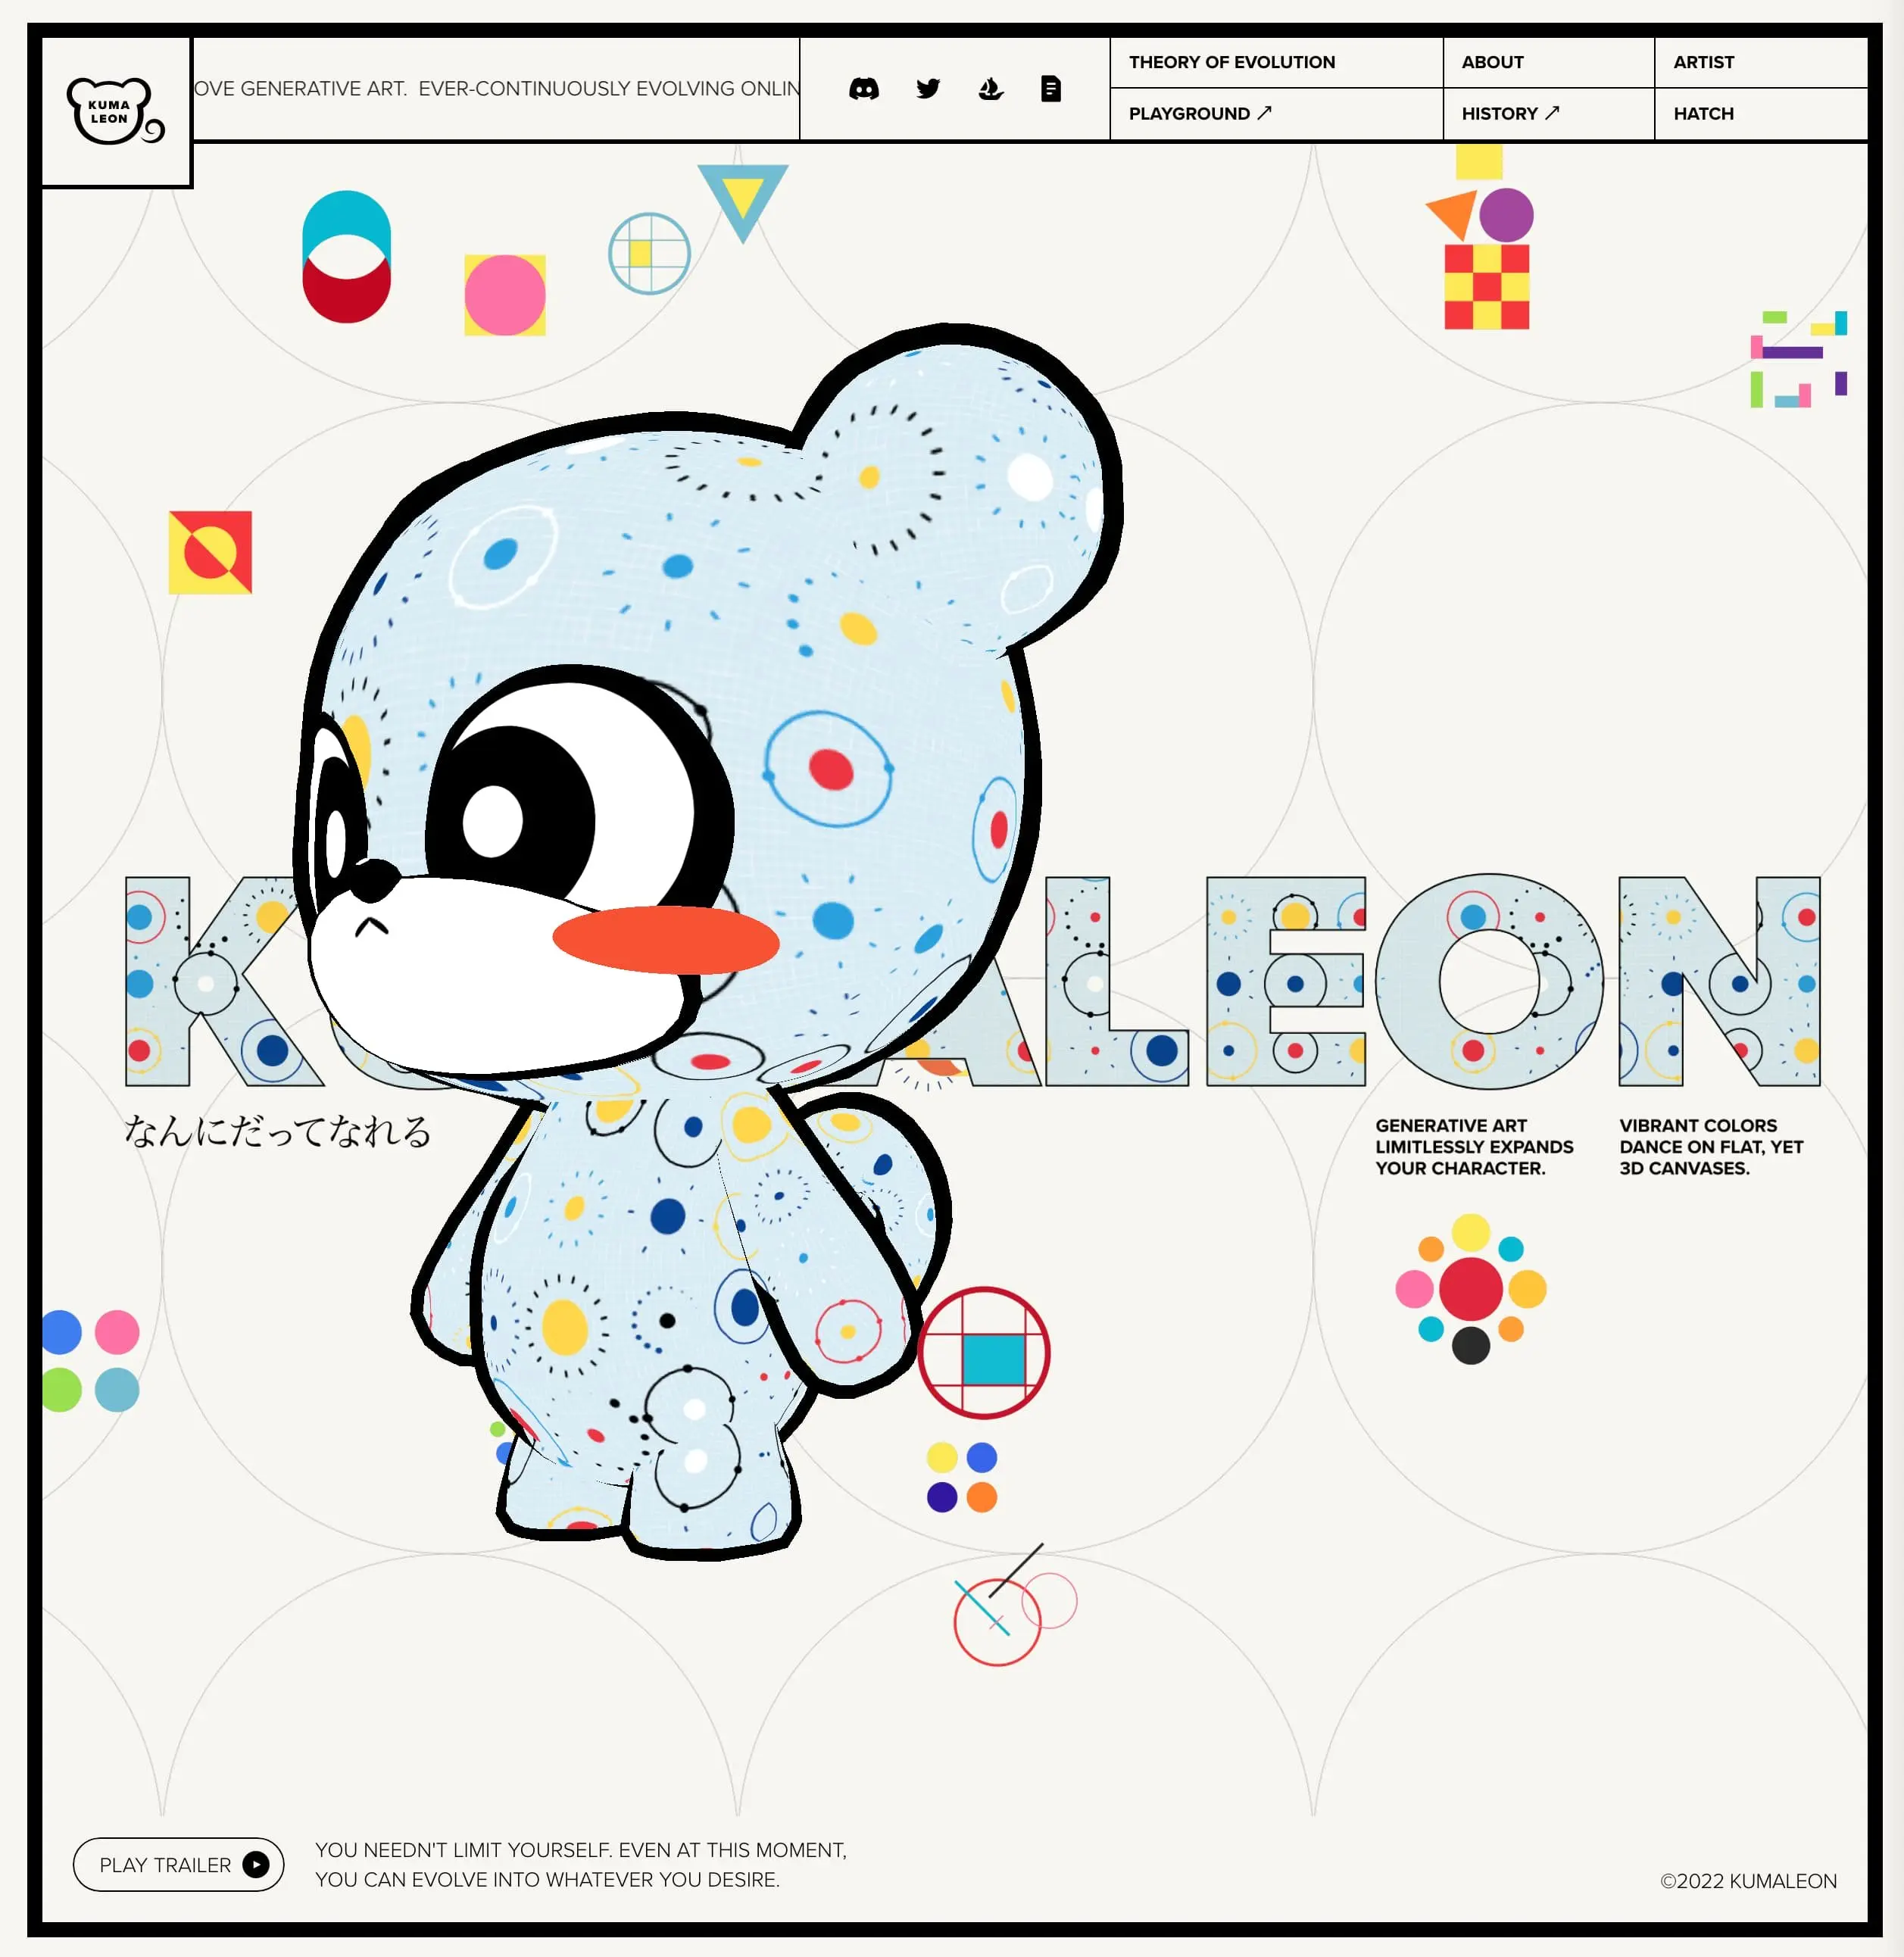 KUMA
LEON
OVE GENERATIVE ART. EVER-CONTINUOUSLY EVOLVING ONLIN
THEORY OF EVOLUTION
ABOUT
ARTIST
PLAYGROUND ↗
HISTORY ↗
HATCH
K ALEON
なんにだってなれる
GENERATIVE ART
LIMITLESSLY EXPANDS
YOUR CHARACTER.
VIBRANT COLORS
DANCE ON FLAT, YET
3D CANVASES.
PLAY TRAILER
YOU NEEDN'T LIMIT YOURSELF. EVEN AT THIS MOMENT,
YOU CAN EVOLVE INTO WHATEVER YOU DESIRE.
©2022 KUMALEON